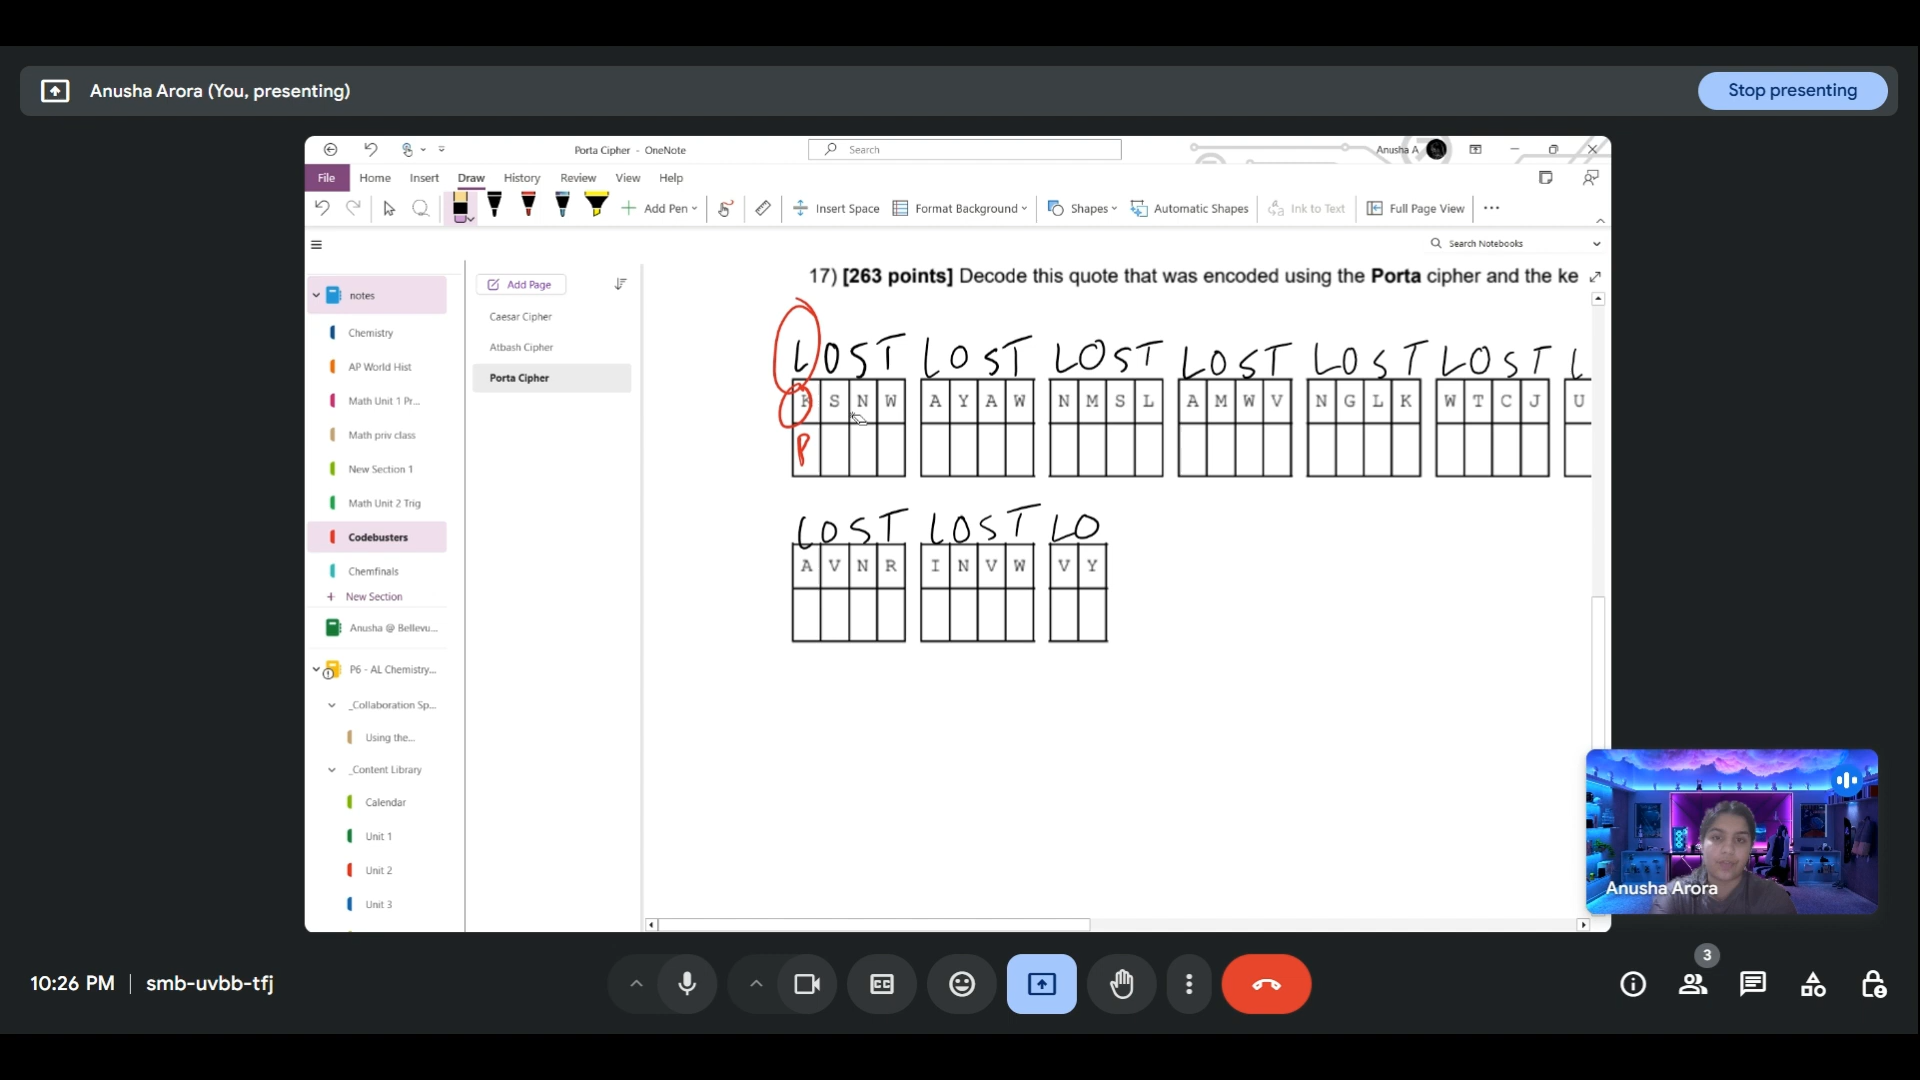 Anusha Arora (You, presenting)
Stop presenting
Porta Cipher - OneNote
Search
Anusha A
File Home Insert Draw History Review View Help
Add Pen
Insert Space
Format Background
Shapes
Automatic Shapes
Ink to Text
Full Page View
Search Notebooks
notes
Chemistry
AP World Hist
Math Unit 1 Pr...
Math priv class
New Section 1
Math Unit 2 Trig
Codebusters
Chemfinals
New Section
Anusha @ Bellevu...
P6 - AL Chemistry...
_Collaboration Sp...
Using the...
_Content Library
Calendar
Unit 1
Unit 2
Unit 3
Add Page
Caesar Cipher
Atbash Cipher
Porta Cipher
17) [263 points] Decode this quote that was encoded using the Porta cipher and the ke
LOST LOST LOST LOST LOST LOST L
K S N W A Y A W N M S L A M W V N G L K W T C J U
P
LOST LOST LO
A V N R I N V W V Y
Anusha Arora
10:26 PM | smb-uvbb-tfj
CC
3